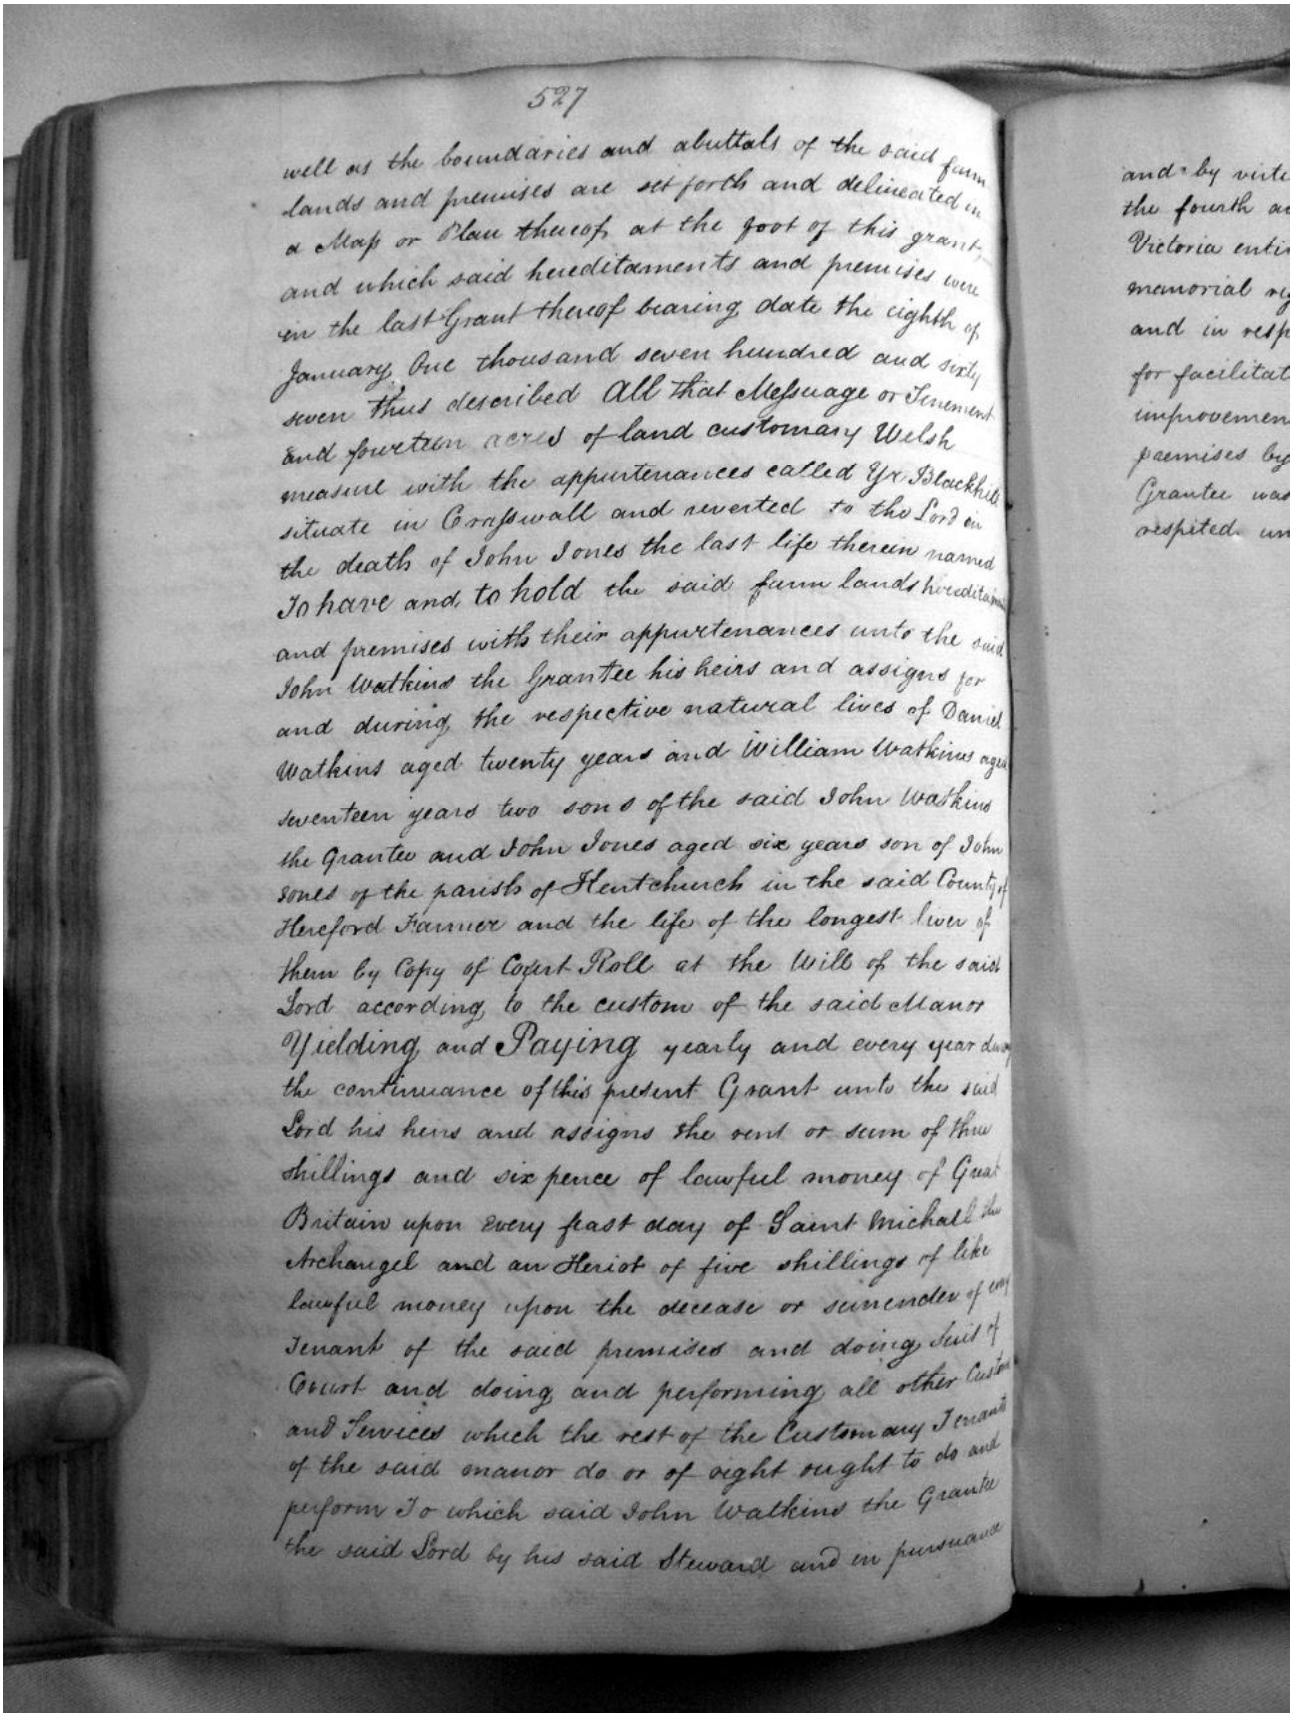 527
well as the boundaries and abuttals of the said farm
lands and premises are set forth and delineated in
a Map or Plan thereof at the foot of this grant,
and which said hereditaments and premises were
in the last Grant thereof bearing date the eighth of
January One thousand seven hundred and sixty
seven thus described All that Messuage or Tenement
and fourteen acres of land customary Welsh
measure with the appurtenances called Yr Blackhill
situate in Crasswall and reverted to the Lord in
the death of John Jones the last life therein named
To have and to hold the said farm lands
and premises with their appurtenances unto the said
John Watkins the Grantee his heirs and assigns for
and during the respective natural lives of Daniel
Watkins aged twenty years and William Watkins aged
seventeen years two sons of the said John Watkins
the Grantee and John Jones aged six years son of John
Jones of the parish of Kentchurch in the said County of
Hereford Farmer and the life of the longest liver of
them by Copy of Court Roll at the Will of the said
Lord according to the custom of the said Manor
Yielding and Paying yearly and every year
the continuance of this present Grant unto the said
Lord his heirs and assigns the rent or sum of three
shillings and six pence of lawful money of Great
Britain upon every feast day of Saint Michall the
Archangel and an Heriot of five shillings of like
lawful money upon the decease or surrender of every
Tenant of the said premises and doing Suit of
Court and doing and performing all other
and Services which the rest of the Customary Tenants
of the said manor do or of right ought to do and
perform To which said John Watkins the Grantee
the said Lord by his said Steward and in pursuance
and by
the fourth
Victoria
manorial
and in
for
premises
Grantee was
respited